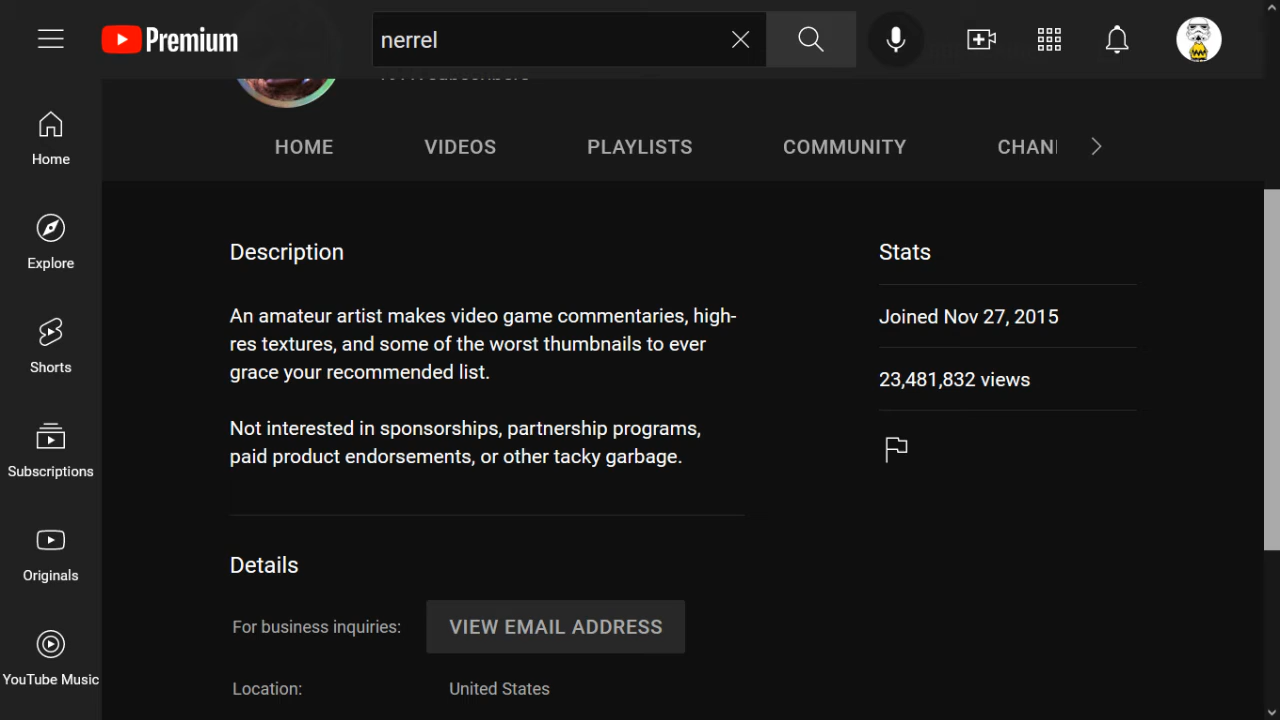 Premium
nerrel
HOME VIDEOS PLAYLISTS COMMUNITY CHAN
Home
Explore
Shorts
Subscriptions
Originals
YouTube Music
Description
An amateur artist makes video game commentaries, high-
res textures, and some of the worst thumbnails to ever
grace your recommended list.
Not interested in sponsorships, partnership programs,
paid product endorsements, or other tacky garbage.
Details
For business inquiries: VIEW EMAIL ADDRESS
Location: United States
Stats
Joined Nov 27, 2015
23,481,832 views